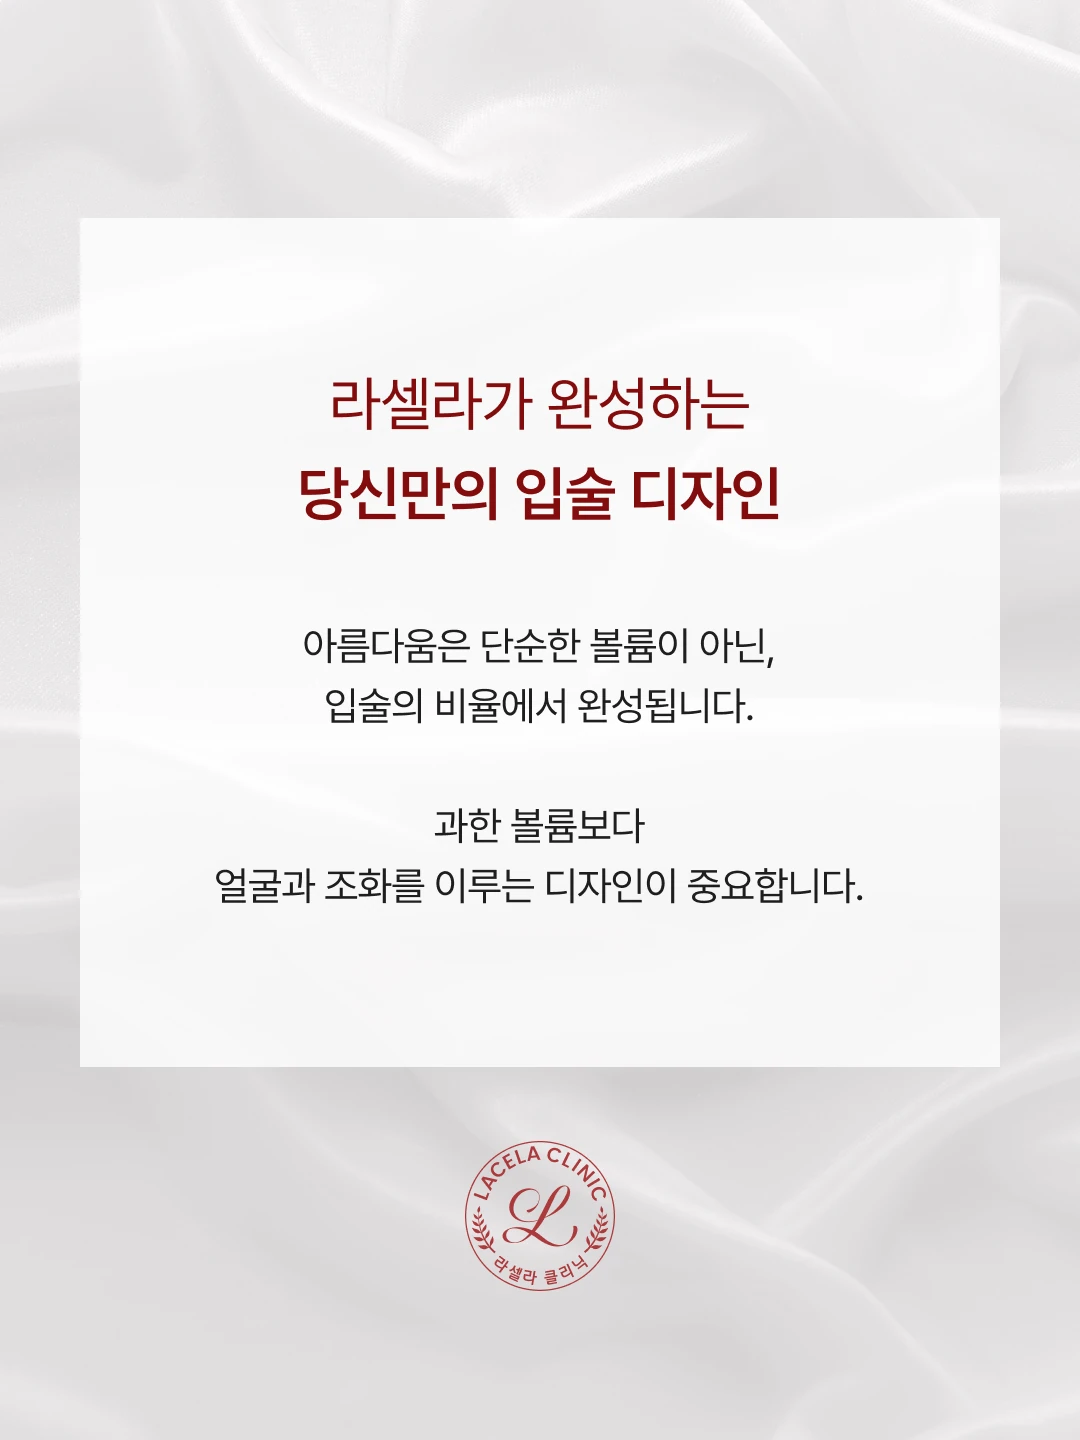 라셀라가 완성하는
당신만의 입술 디자인
아름다움은 단순한 볼륨이 아닌,
입술의 비율에서 완성됩니다.
과한 볼륨보다
얼굴과 조화를 이루는 디자인이 중요합니다.
LACELA CLINIC
L
라셀라 클리닉